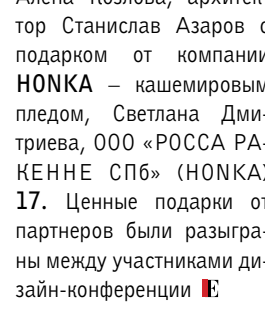 Алена Козлова, архитек-
тор Станислав Азаров с
подарком от компании
HONKA – кашемировым
пледом, Светлана Дми-
триева, ООО «РОССА РА-
КЕННЕ СПб» (HONKA)
17. Ценные подарки от
партнеров были разыгра-
ны между участниками ди-
зайн-конференции E